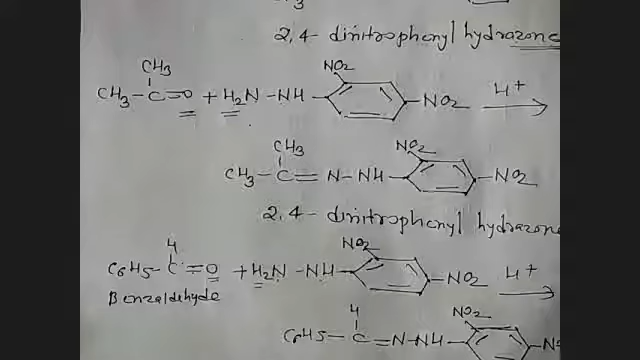 2,4- dinitrophenyl hydrazone
CH3
NO2
CH3-C=O + H2N-NH- -NO2 H+
CH3
NO2
CH3-C=N-NH- -NO2
2,4- dinitrophenyl hydrazone
H
NO2
C6H5-C=O + H2N-NH- -NO2 H+
Benzaldehyde
H
NO2
C6H5-C=N-NH-